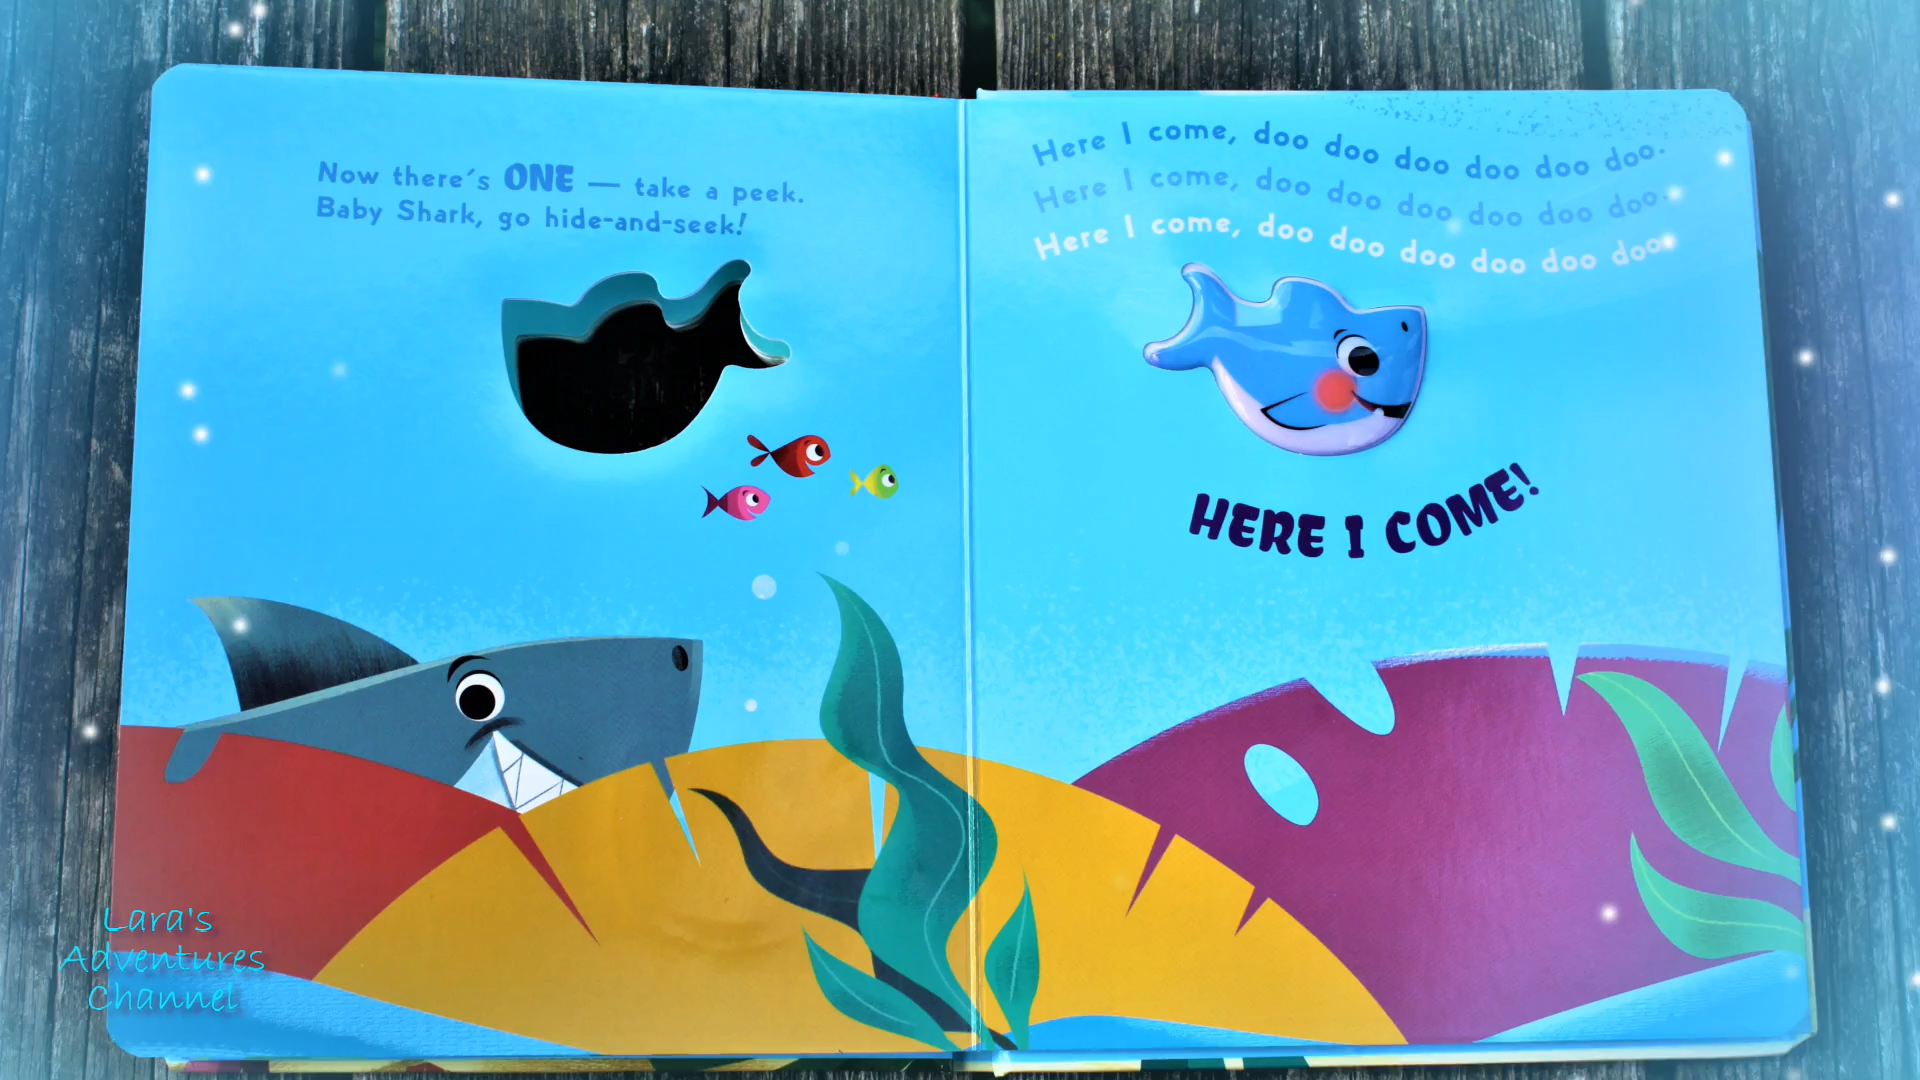 Now there's ONE — take a peek.
Baby Shark, go hide-and-seek!
Here I come, doo doo doo doo doo doo.
Here I come, doo doo doo doo doo doo.
Here I come, doo doo doo doo doo doo.
HERE I COME!
Lara's
Adventures
Channel